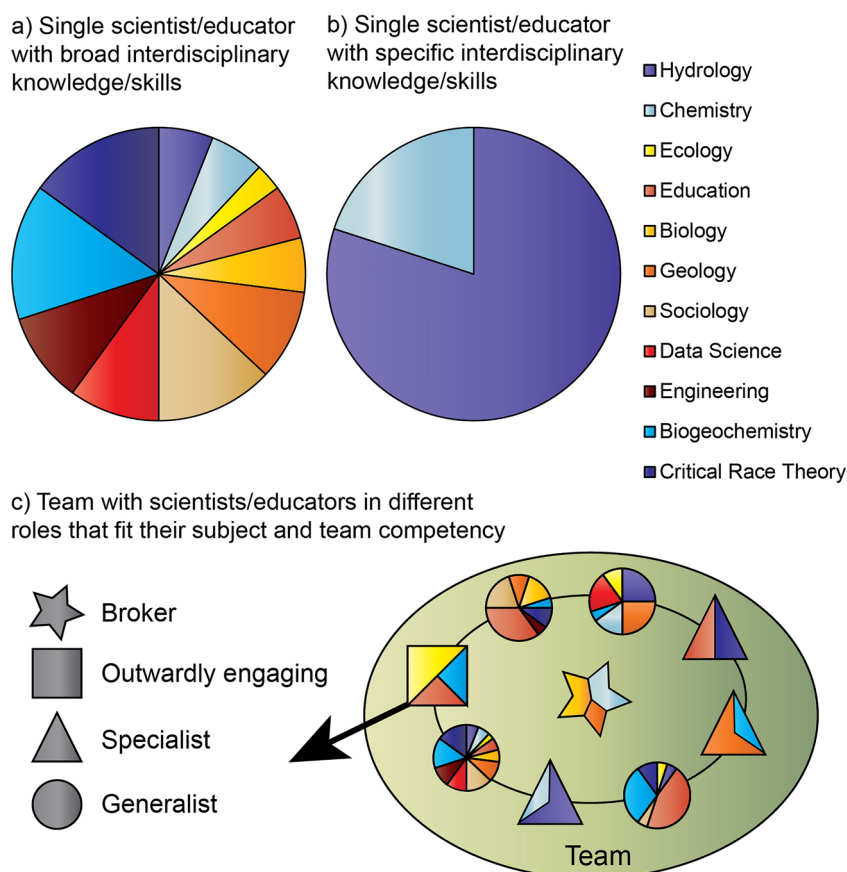 a) Single scientist/educator
with broad interdisciplinary
knowledge/skills
b) Single scientist/educator
with specific interdisciplinary
knowledge/skills
Hydrology
Chemistry
Ecology
Education
Biology
Geology
Sociology
Data Science
Engineering
Biogeochemistry
Critical Race Theory
c) Team with scientists/educators in different
roles that fit their subject and team competency
Broker
Outwardly engaging
Specialist
Generalist
Team